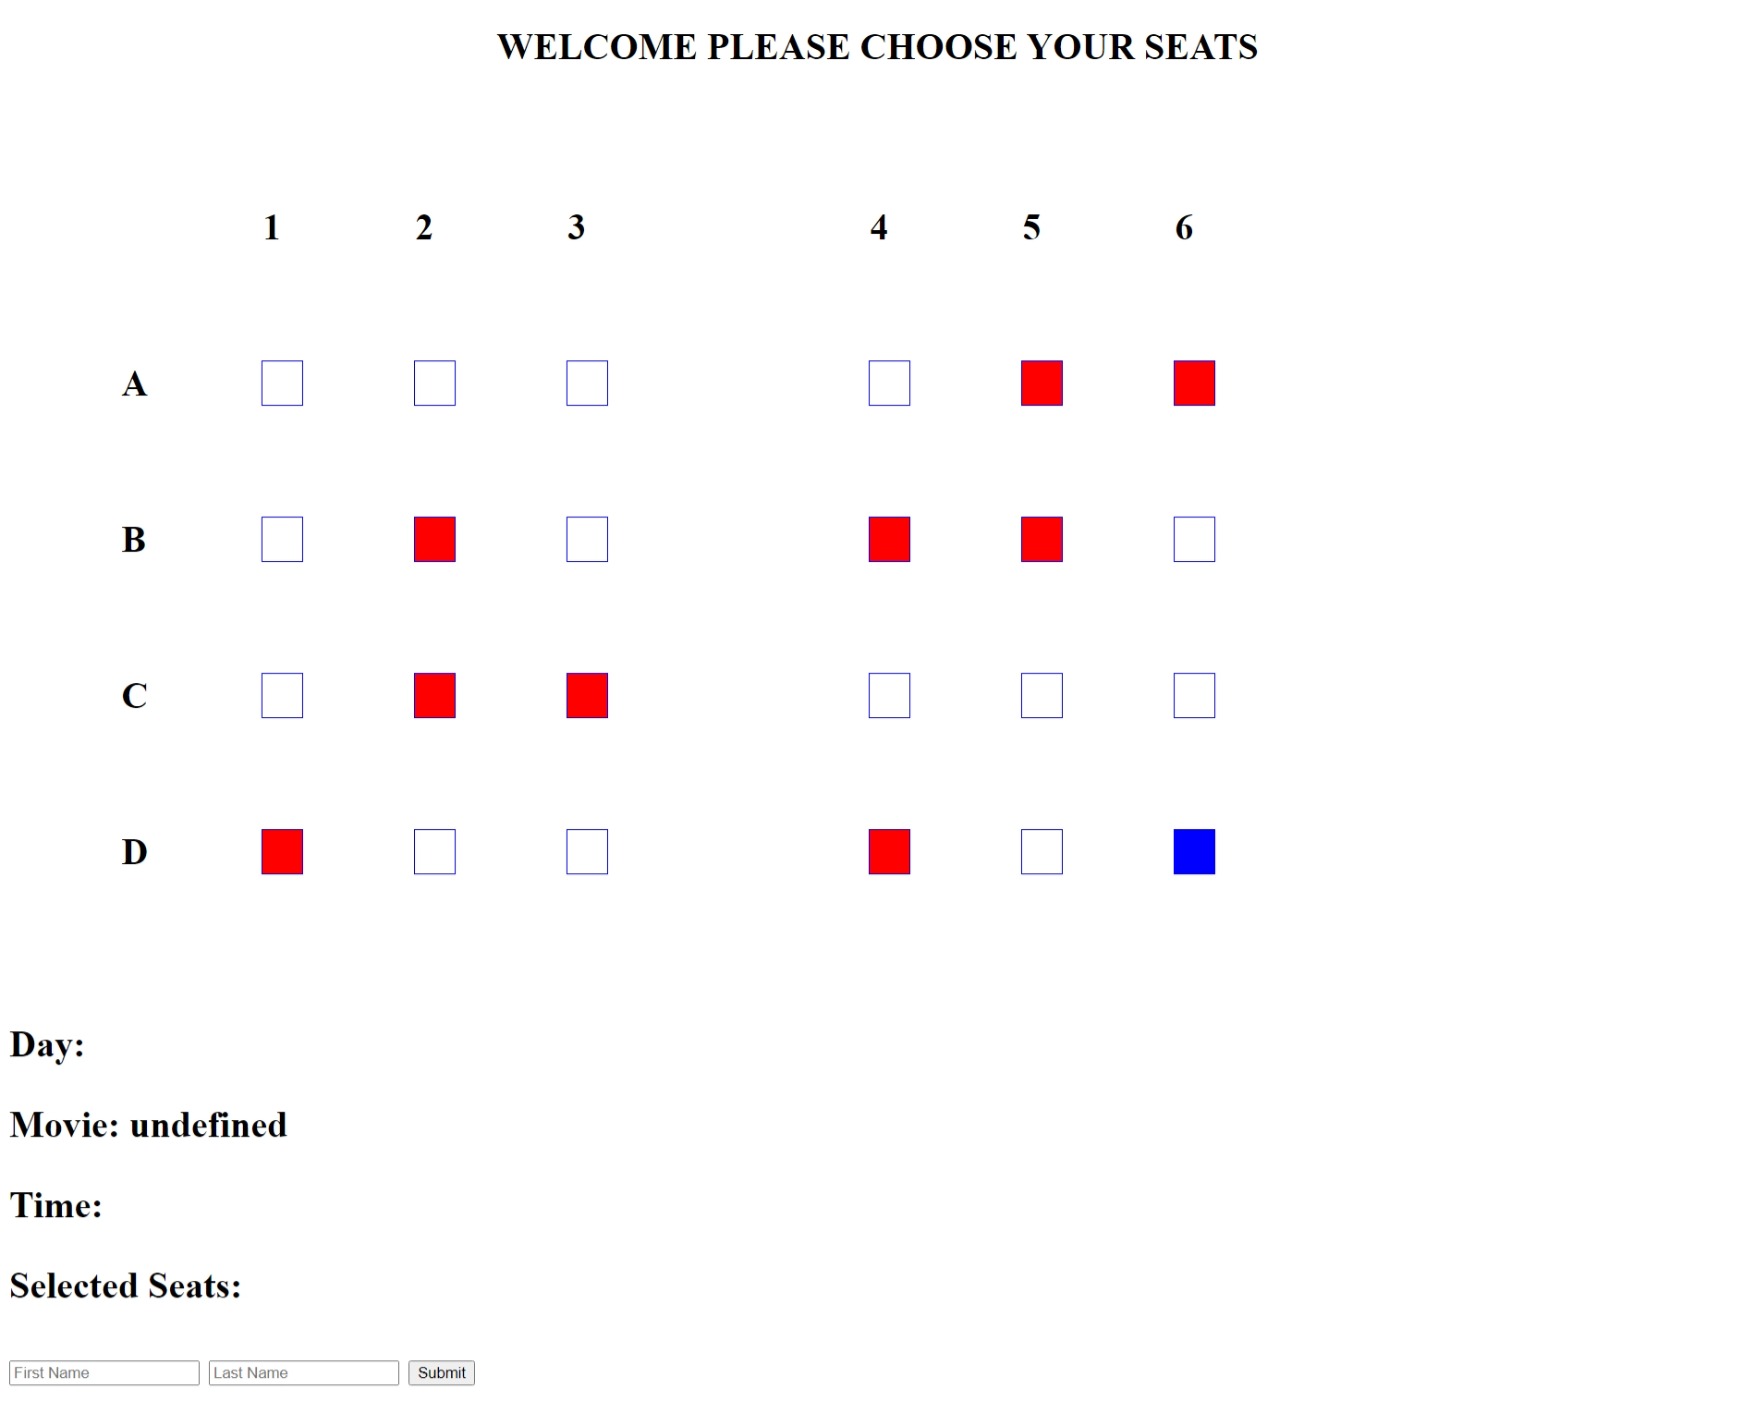 WELCOME PLEASE CHOOSE YOUR SEATS
1 2 3 4 5 6
A
B
C
D
Day:
Movie: undefined
Time:
Selected Seats:
First Name Last Name Submit